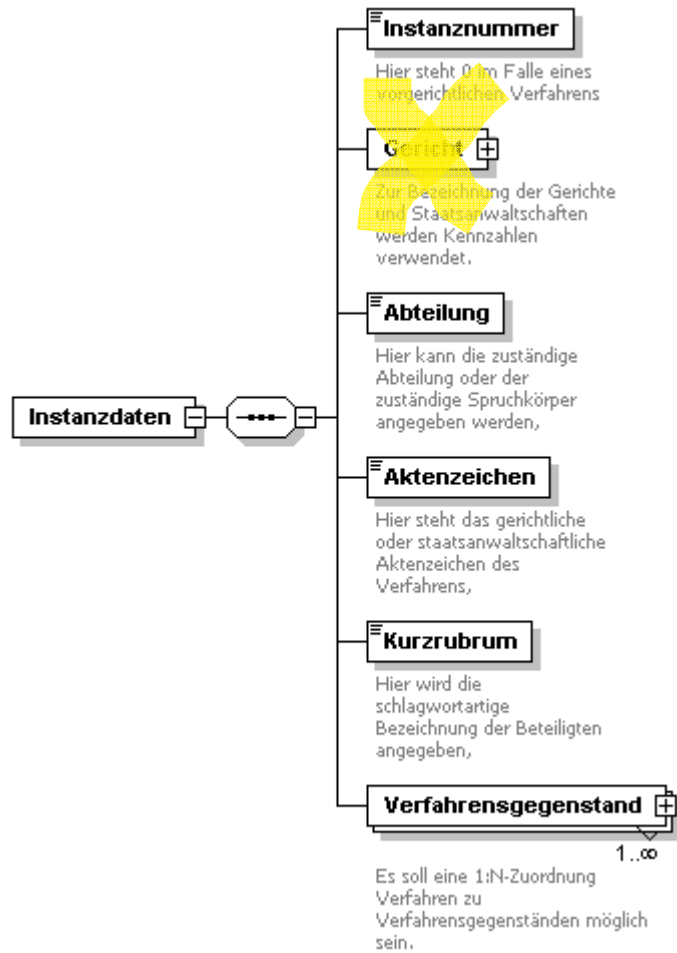 Instanznummer
Hier steht 0 im Falle eines
vorgerichtlichen Verfahrens
Gericht
Zur Bezeichnung der Gerichte
und Staatsanwaltschaften
werden Kennzahlen
verwendet.
Abteilung
Hier kann die zuständige
Abteilung oder der
zuständige Spruchkörper
angegeben werden,
Instanzdaten
Aktenzeichen
Hier steht das gerichtliche
oder staatsanwaltschaftliche
Aktenzeichen des
Verfahrens,
Kurzrubrum
Hier wird die
schlagwortartige
Bezeichnung der Beteiligten
angegeben,
Verfahrensgegenstand
1..∞
Es soll eine 1:N-Zuordnung
Verfahren zu
Verfahrensgegenständen möglich
sein.